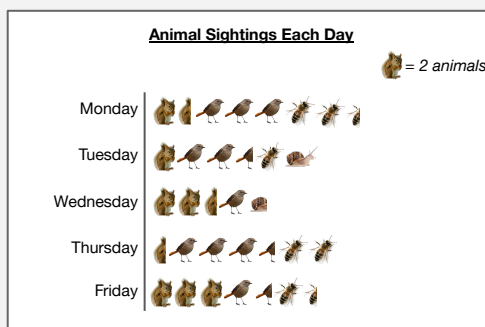 Animal Sightings Each Day
= 2 animals
Monday
Tuesday
Wednesday
Thursday
Friday